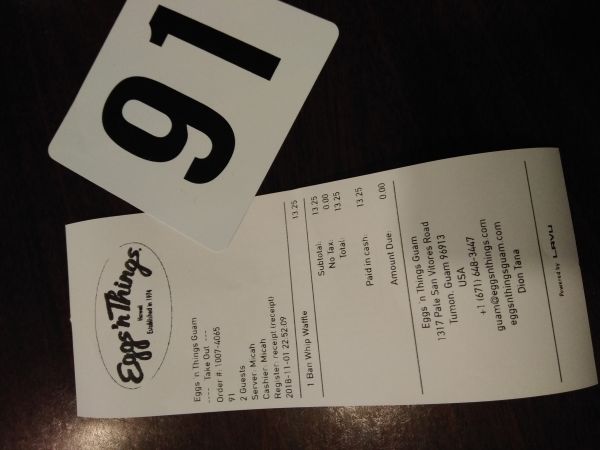 91
Eggs 'n Things
Hawaii
Established in 1974
Eggs 'n Things Guam
---- Take Out ----
Order #: 1007-4065
91
2 Guests
Server: Micah
Cashier: Micah
Register: receipt (receipt)
2018-11-01 22:52:09
1 Ban Whip Waffle 13.25
Subtotal: 13.25
No Tax: 0.00
Total: 13.25
Paid in cash: 13.25
Amount Due: 0.00
Eggs 'n Things Guam
1317 Pale San Vitores Road
Tumon, Guam 96913
USA
+1 (671) 648-3447
guam@eggsnthings.com
eggsnthingsguam.com
Dion Tana
Powered by LAVU